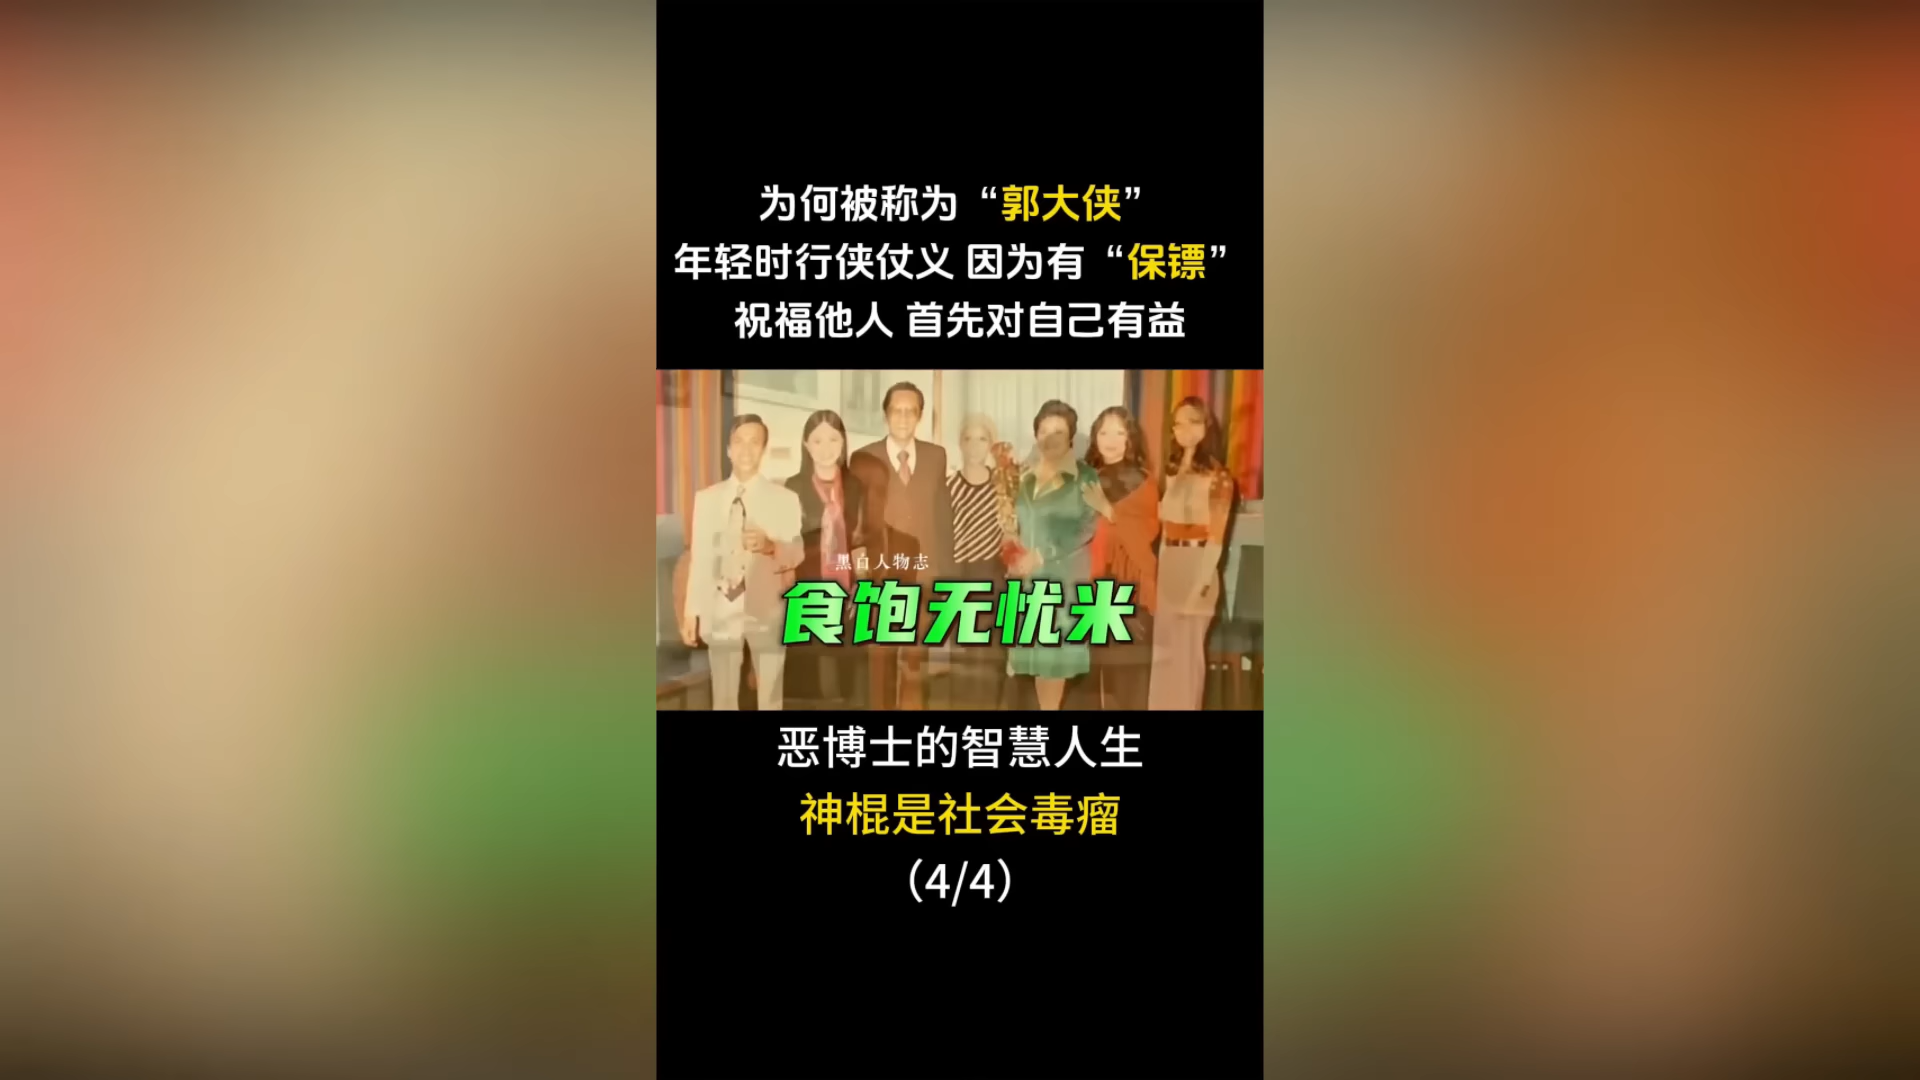 为何被称为“郭大侠”
年轻时行侠仗义 因为有“保镖”
祝福他人 首先对自己有益
黑白人物志
食饱无忧米
恶博士的智慧人生
神棍是社会毒瘤
（4/4）